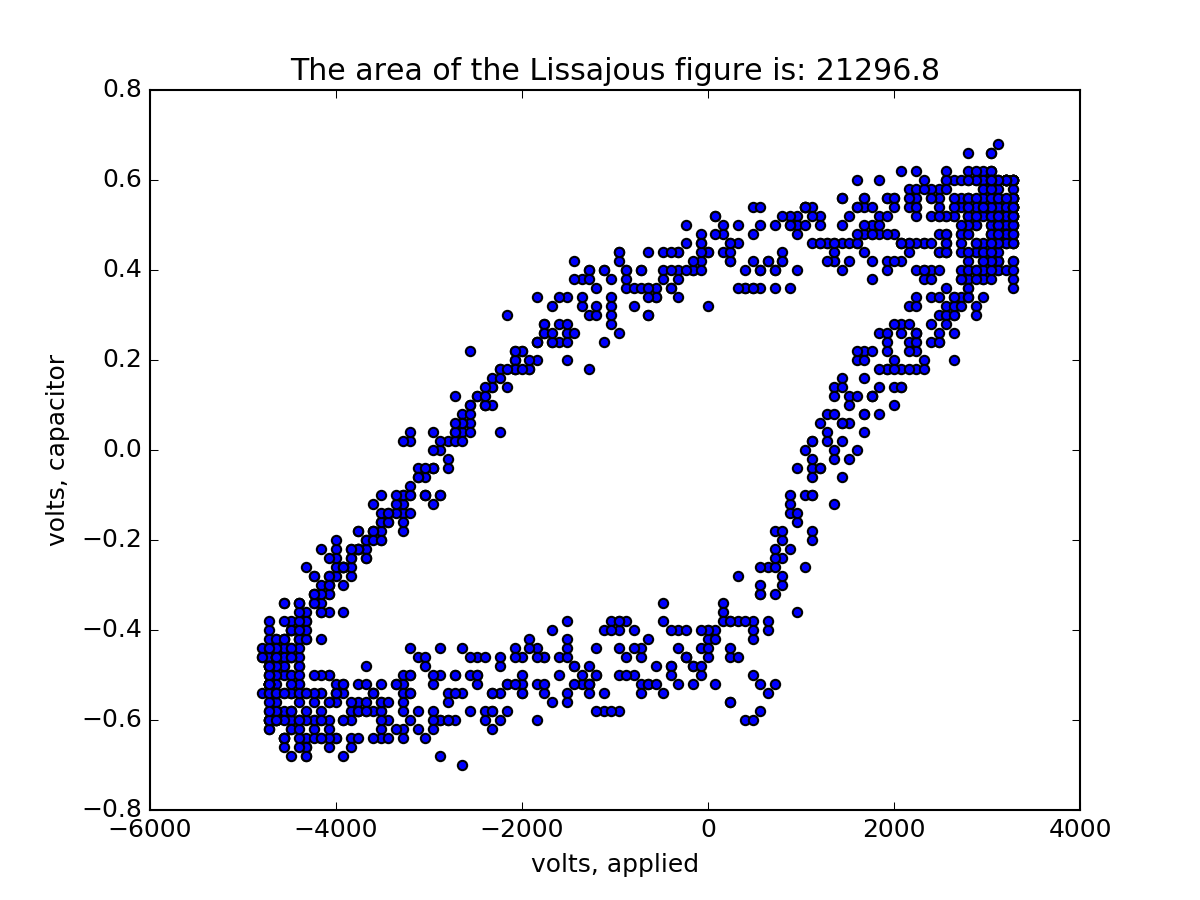 The area of the Lissajous figure is: 21296.8
0.8
0.6
0.4
0.2
0.0
−0.2
−0.4
−0.6
−0.8
volts, capacitor
−6000 −4000 −2000 0 2000 4000
volts, applied